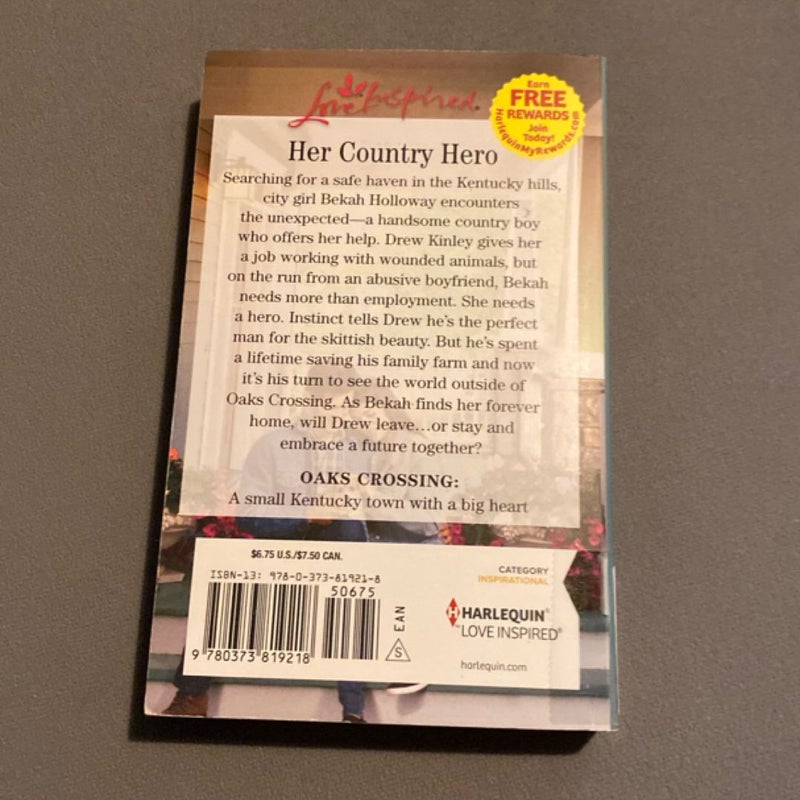 Love Inspired
Earn
FREE
REWARDS
Join
Today!
HarlequinMyRewards.com
Her Country Hero
Searching for a safe haven in the Kentucky hills,
city girl Bekah Holloway encounters
the unexpected—a handsome country boy
who offers her help. Drew Kinley gives her
a job working with wounded animals, but
on the run from an abusive boyfriend, Bekah
needs more than employment. She needs
a hero. Instinct tells Drew he's the perfect
man for the skittish beauty. But he's spent
a lifetime saving his family farm and now
it's his turn to see the world outside of
Oaks Crossing. As Bekah finds her forever
home, will Drew leave…or stay and
embrace a future together?
OAKS CROSSING:
A small Kentucky town with a big heart
$6.75 U.S./$7.50 CAN.
ISBN-13: 978-0-373-81921-8
50675
9 780373 819218
EAN
S
CATEGORY
INSPIRATIONAL
H HARLEQUIN®
™LOVE INSPIRED®
harlequin.com